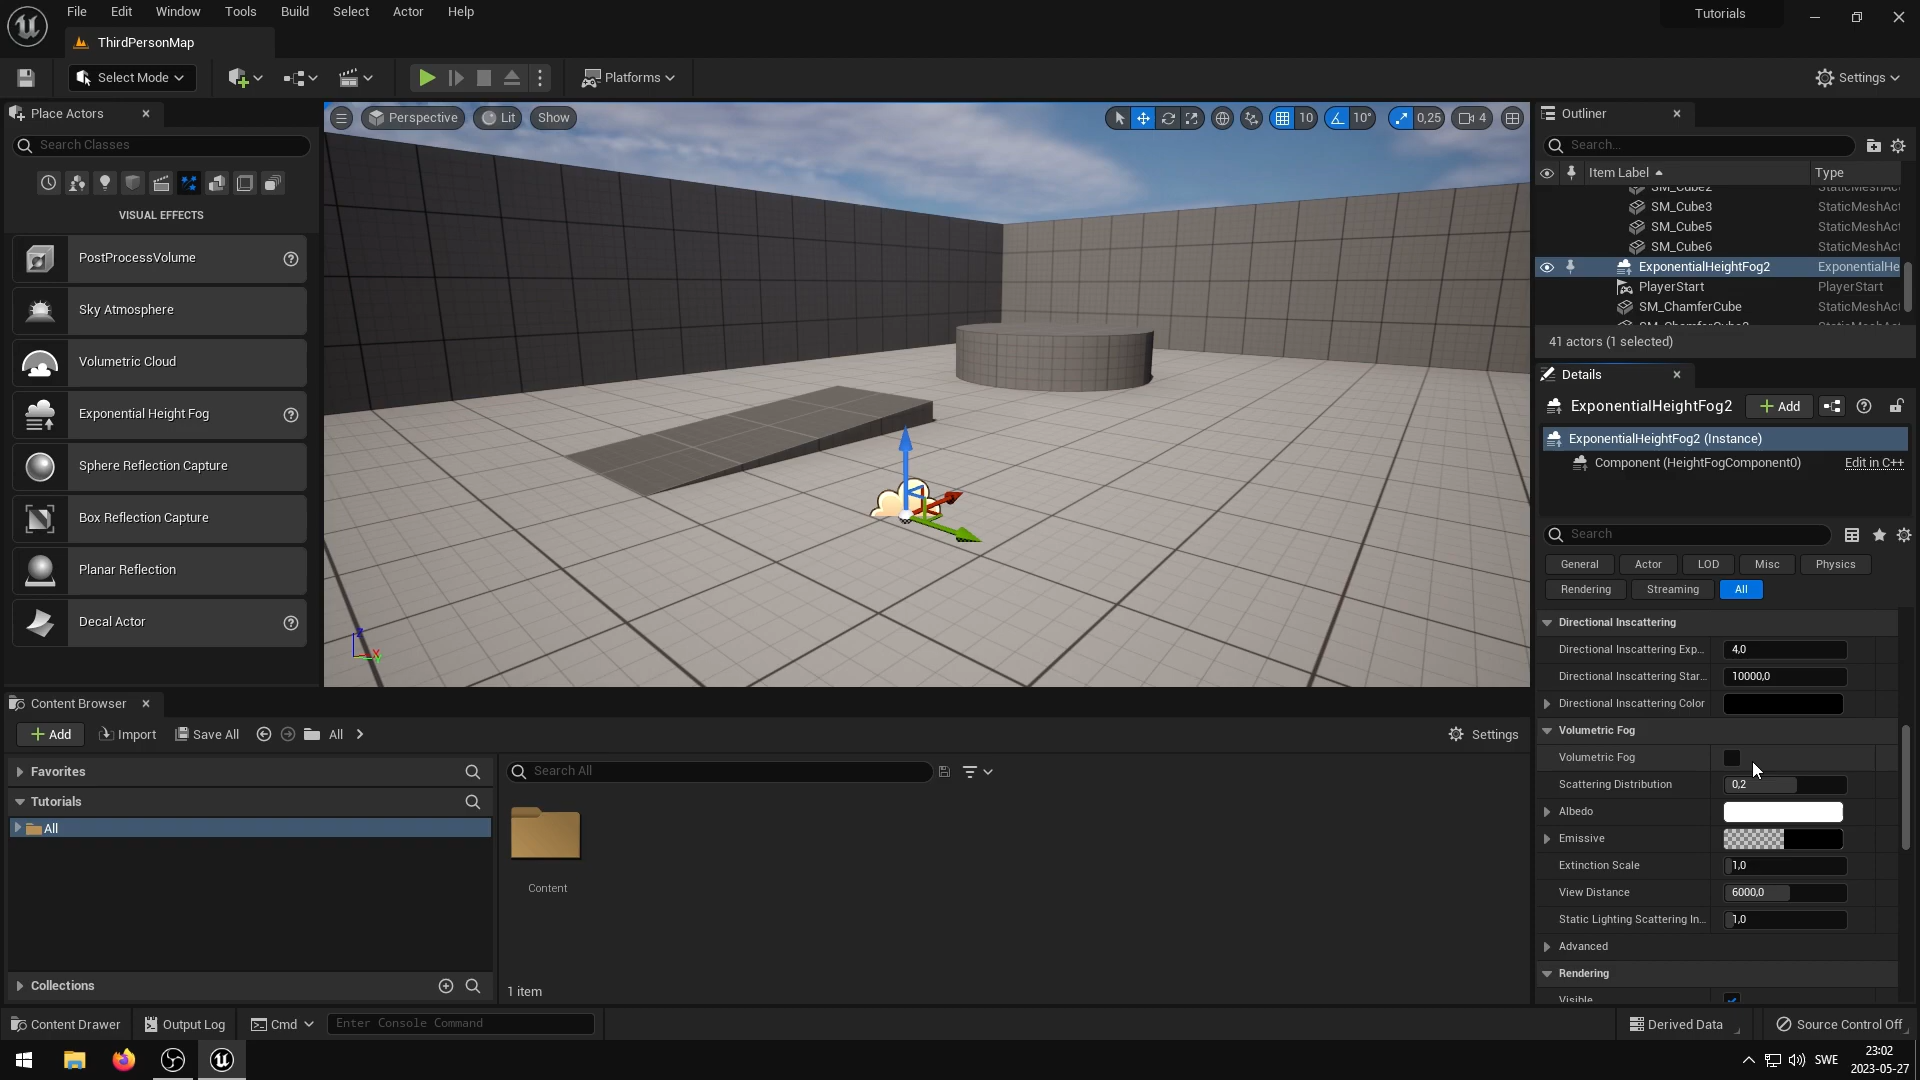 File Edit Window Tools Build Select Actor Help
Tutorials
ThirdPersonMap
Select Mode
Platforms
Settings
Place Actors
Search Classes
VISUAL EFFECTS
PostProcessVolume
Sky Atmosphere
Volumetric Cloud
Exponential Height Fog
Sphere Reflection Capture
Box Reflection Capture
Planar Reflection
Decal Actor
Perspective Lit Show
10 10° 0,25 4
Outliner
Search...
Item Label Type
SM_Cube2 StaticMeshAct
SM_Cube3 StaticMeshAct
SM_Cube5 StaticMeshAct
SM_Cube6 StaticMeshAct
ExponentialHeightFog2 ExponentialHe
PlayerStart PlayerStart
SM_ChamferCube StaticMeshAct
41 actors (1 selected)
Details
ExponentialHeightFog2 Add
ExponentialHeightFog2 (Instance)
Component (HeightFogComponent0) Edit in C++
Search
General Actor LOD Misc Physics
Rendering Streaming All
Directional Inscattering
Directional Inscattering Exp... 4,0
Directional Inscattering Star... 10000,0
Directional Inscattering Color
Volumetric Fog
Volumetric Fog
Scattering Distribution 0,2
Albedo
Emissive
Extinction Scale 1,0
View Distance 6000,0
Static Lighting Scattering In... 1,0
Advanced
Rendering
Visible
Content Browser
Add Import Save All All
Settings
Favorites
Tutorials
All
Collections
Search All
Content
1 item
Content Drawer Output Log Cmd Enter Console Command
Derived Data Source Control Off
SWE
23:02
2023-05-27